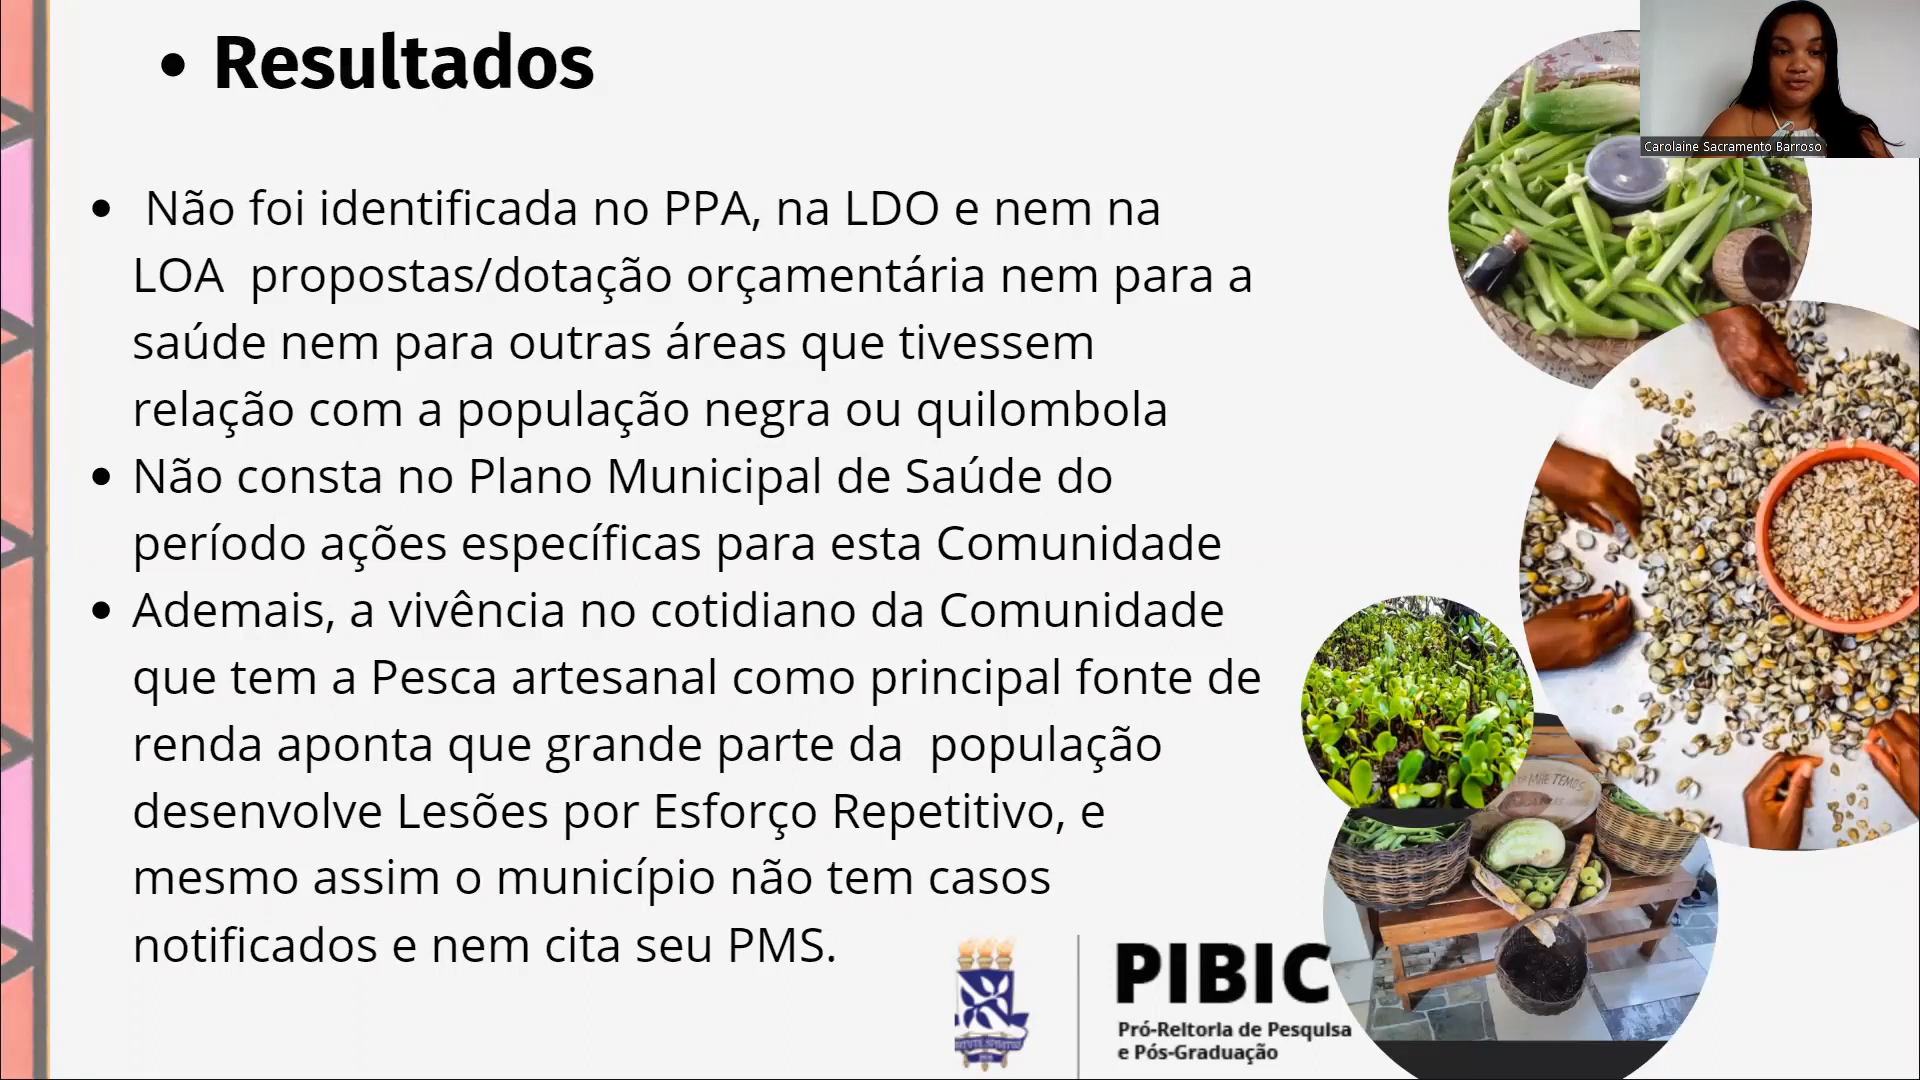 Resultados
Carolaine Sacramento Barroso
Não foi identificada no PPA, na LDO e nem na
LOA propostas/dotação orçamentária nem para a
saúde nem para outras áreas que tivessem
relação com a população negra ou quilombola
Não consta no Plano Municipal de Saúde do
período ações específicas para esta Comunidade
Ademais, a vivência no cotidiano da Comunidade
que tem a Pesca artesanal como principal fonte de
renda aponta que grande parte da população
desenvolve Lesões por Esforço Repetitivo, e
mesmo assim o município não tem casos
notificados e nem cita seu PMS.
PIBIC
Pró-Reitoria de Pesquisa
e Pós-Graduação
TEMOS